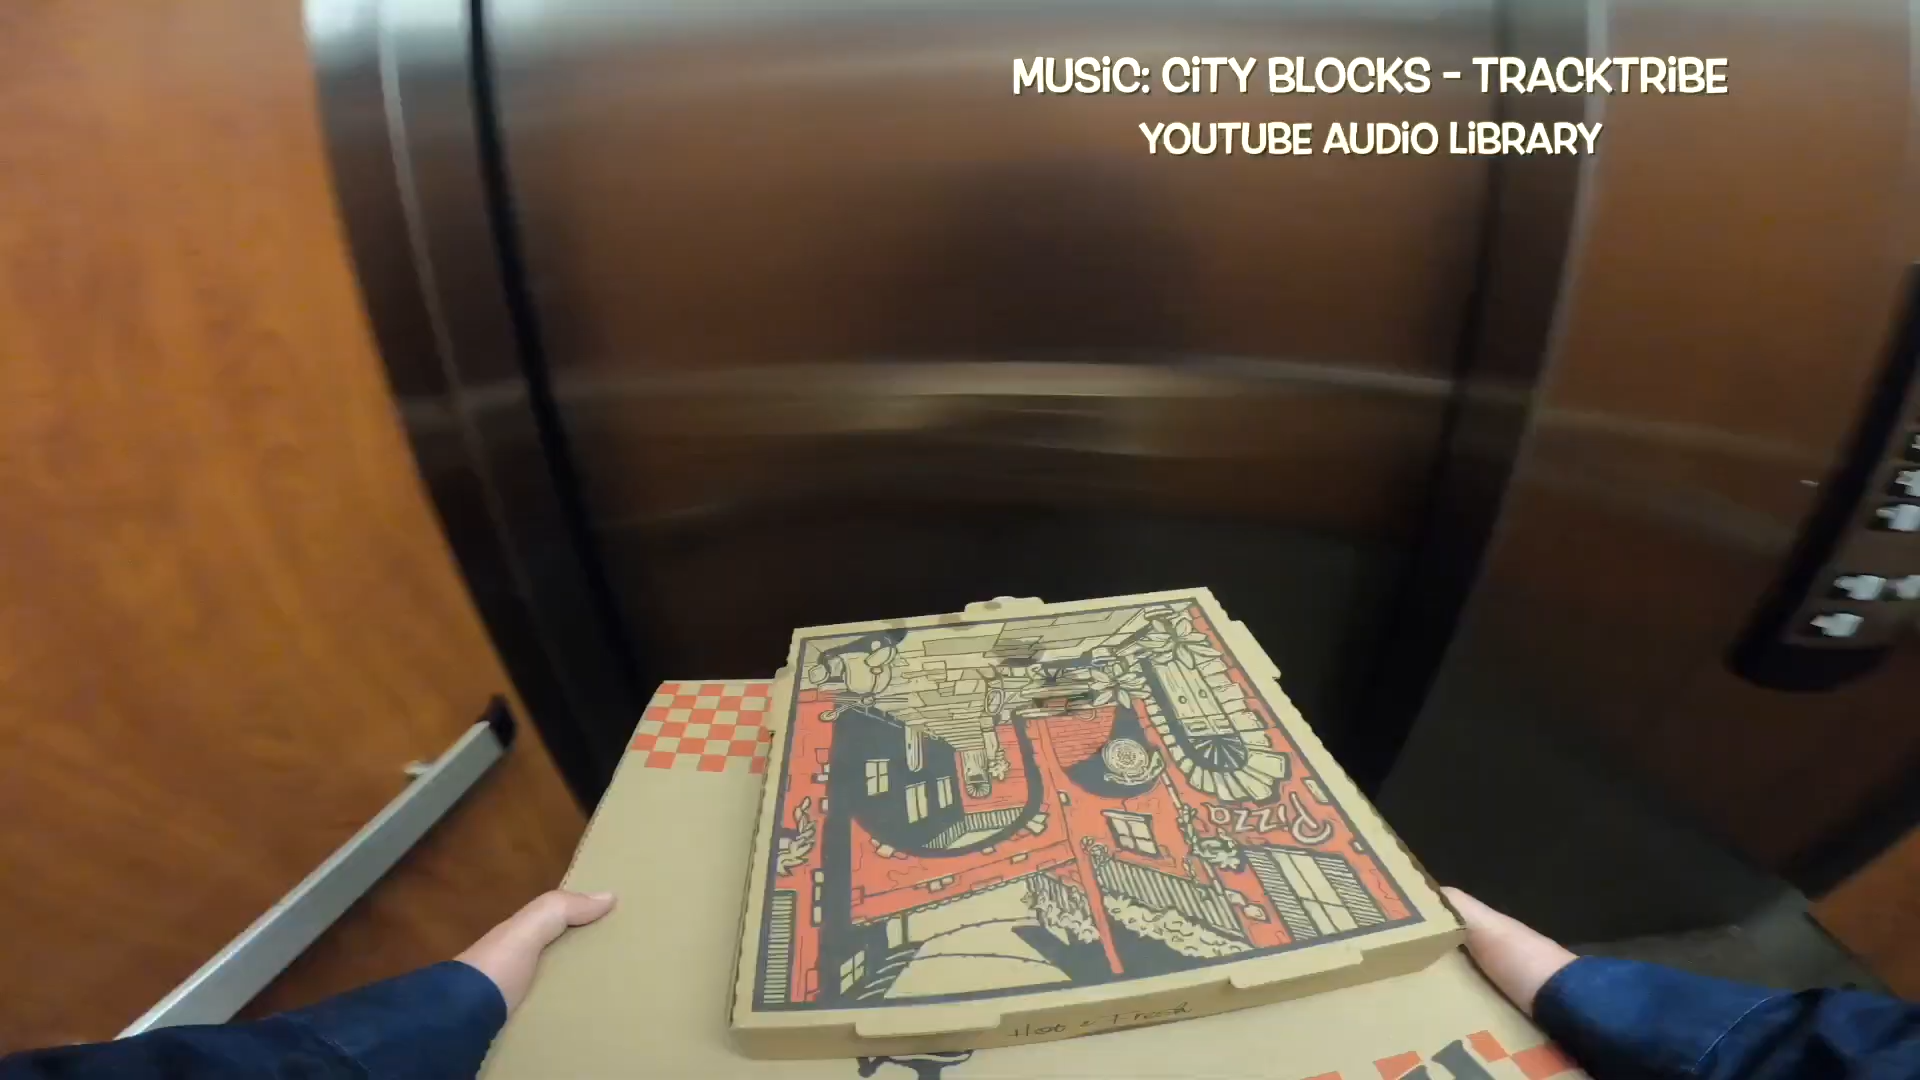 MUSiC: CiTY BLOCKS - TRACKTRiBE
YOUTUBE AUDiO LiBRARY
Pizza